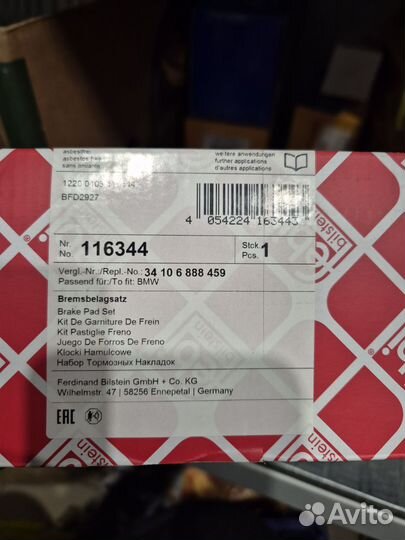 asbestfrei
asbestos free
sans amiante
weitere anwendungen
further applications
d'autres applications
BFD2927
4 054224 163443
Nr.
No. 116344
Stck.
Pcs. 1
Vergl.-Nr./Repl.-No.: 34 10 6 888 459
Passend für:/To fit: BMW
Bremsbelagsatz
Brake Pad Set
Kit De Garniture De Frein
Kit Pastiglie Freno
Juego De Forros De Freno
Klocki Hamulcowe
Набор Тормозных Накладок
Ferdinand Bilstein GmbH + Co. KG
Wilhelmstr. 47 | 58256 Ennepetal | Germany
EAC
bilstein
bilstein
bilstein
Avito